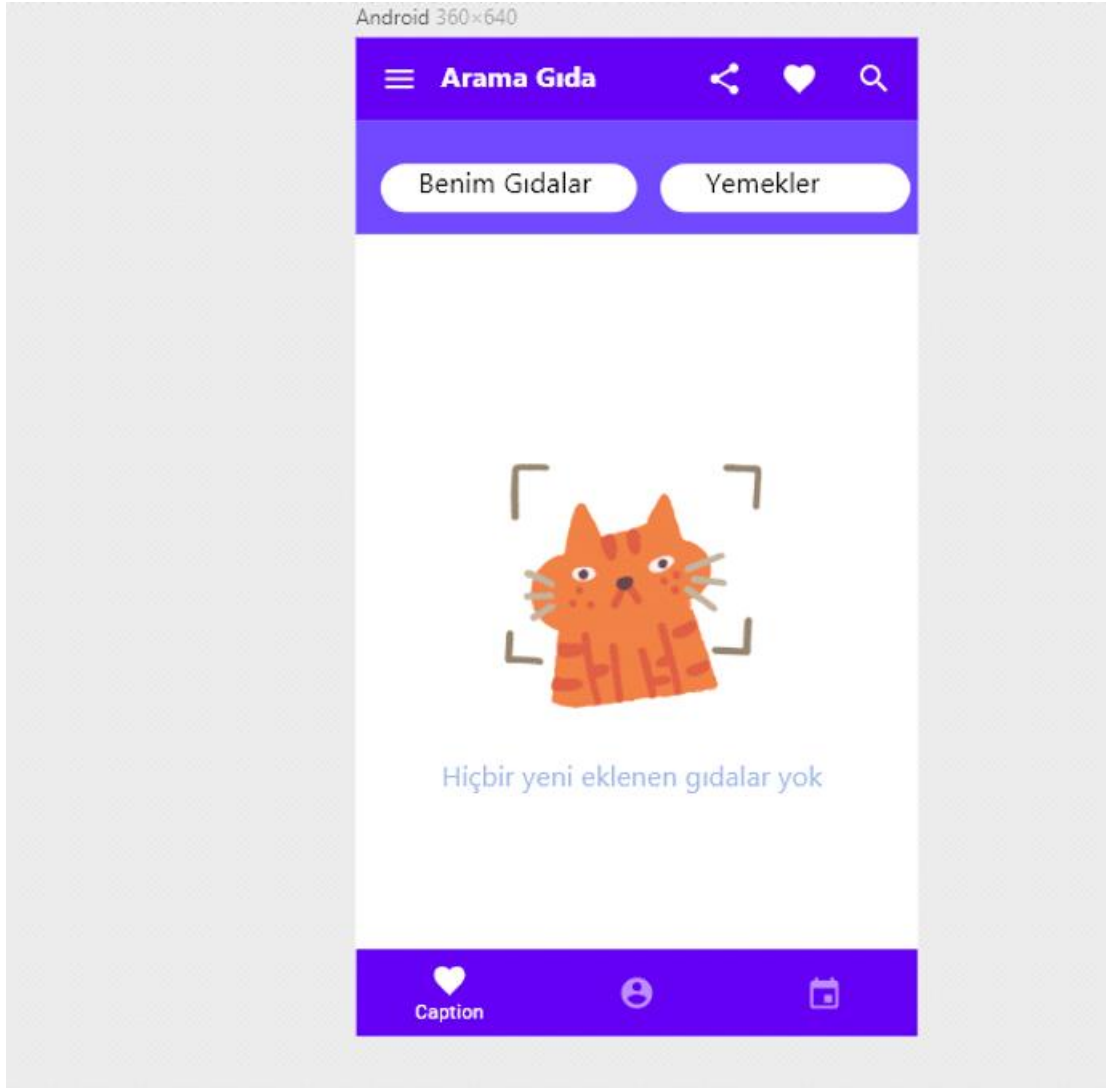 Android 360×640
Arama Gıda
Benim Gıdalar
Yemekler
Hiçbir yeni eklenen gıdalar yok
Caption